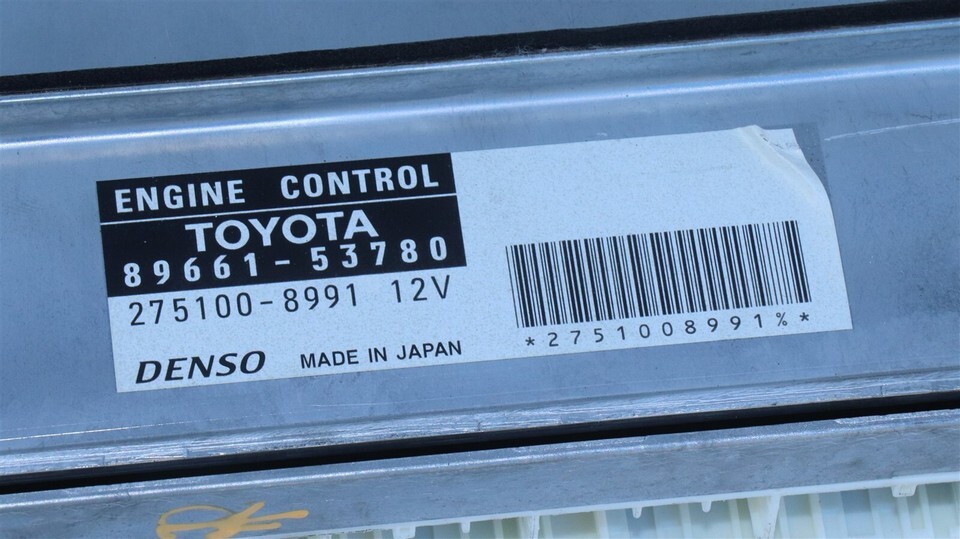 ENGINE CONTROL
TOYOTA
89661-53780
275100-8991 12V
DENSO MADE IN JAPAN
*2751008991%*